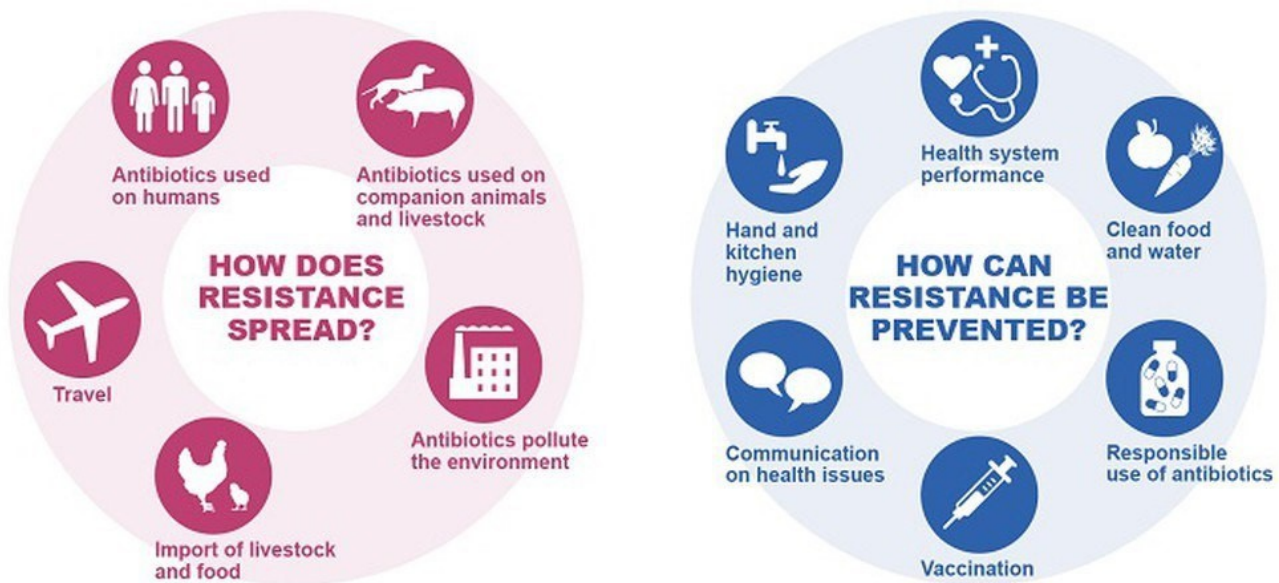 HOW DOES
RESISTANCE
SPREAD?
Antibiotics used
on humans
Antibiotics used on
companion animals
and livestock
Antibiotics pollute
the environment
Import of livestock
and food
Travel
HOW CAN
RESISTANCE BE
PREVENTED?
Health system
performance
Clean food
and water
Responsible
use of antibiotics
Vaccination
Communication
on health issues
Hand and
kitchen
hygiene